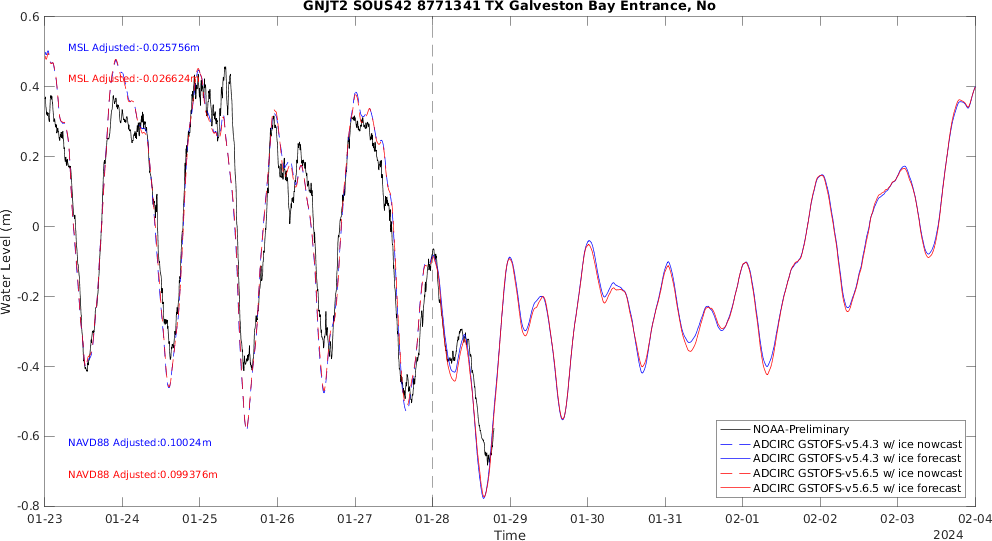 GNJT2 SOUS42 8771341 TX Galveston Bay Entrance, No
0.6
0.4
0.2
0
-0.2
-0.4
-0.6
-0.8
Water Level (m)
MSL Adjusted:-0.025756m
MSL Adjusted:-0.026624m
NAVD88 Adjusted:0.10024m
NAVD88 Adjusted:0.099376m
NOAA-Preliminary
ADCIRC GSTOFS-v5.4.3 w/ ice nowcast
ADCIRC GSTOFS-v5.4.3 w/ ice forecast
ADCIRC GSTOFS-v5.6.5 w/ ice nowcast
ADCIRC GSTOFS-v5.6.5 w/ ice forecast
01-23 01-24 01-25 01-26 01-27 01-28 01-29 01-30 01-31 02-01 02-02 02-03 02-04
Time
2024